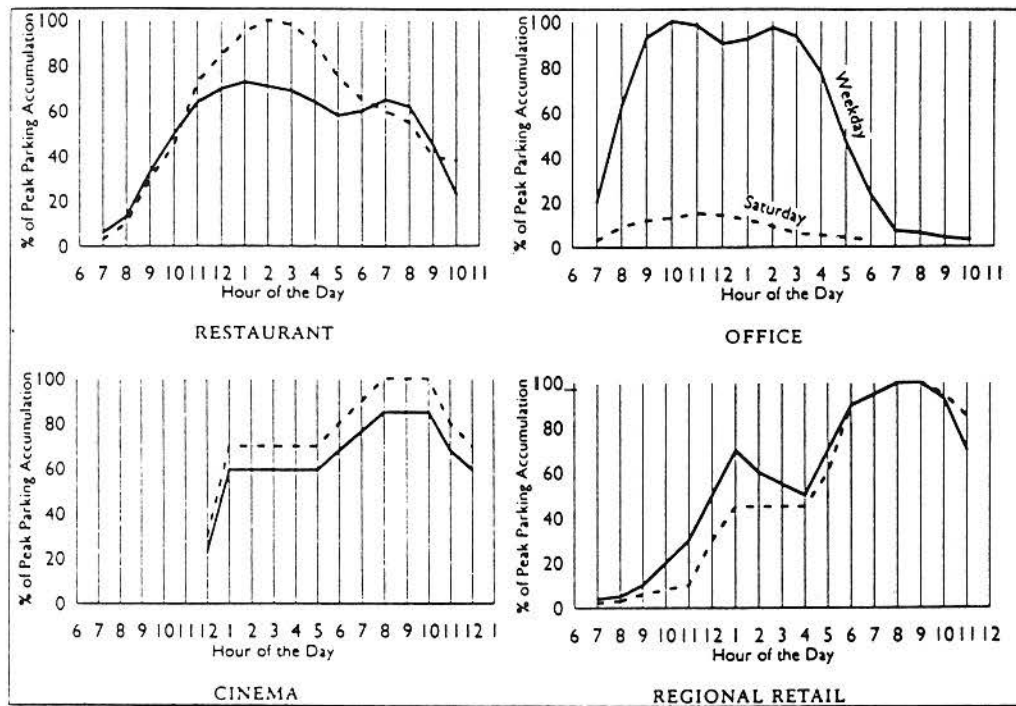 % of Peak Parking Accumulation
100
80
60
40
20
0
6 7 8 9 10 11 12 1 2 3 4 5 6 7 8 9 10 11
Hour of the Day
RESTAURANT
% of Peak Parking Accumulation
100
80
60
40
20
0
Weekday
Saturday
6 7 8 9 10 11 12 1 2 3 4 5 6 7 8 9 10 11
Hour of the Day
OFFICE
% of Peak Parking Accumulation
100
80
60
40
20
0
6 7 8 9 10 11 12 1 2 3 4 5 6 7 8 9 10 11 12 1
Hour of the Day
CINEMA
% of Peak Parking Accumulation
100
80
60
40
20
0
6 7 8 9 10 11 12 1 2 3 4 5 6 7 8 9 10 11 12
Hour of the Day
REGIONAL RETAIL